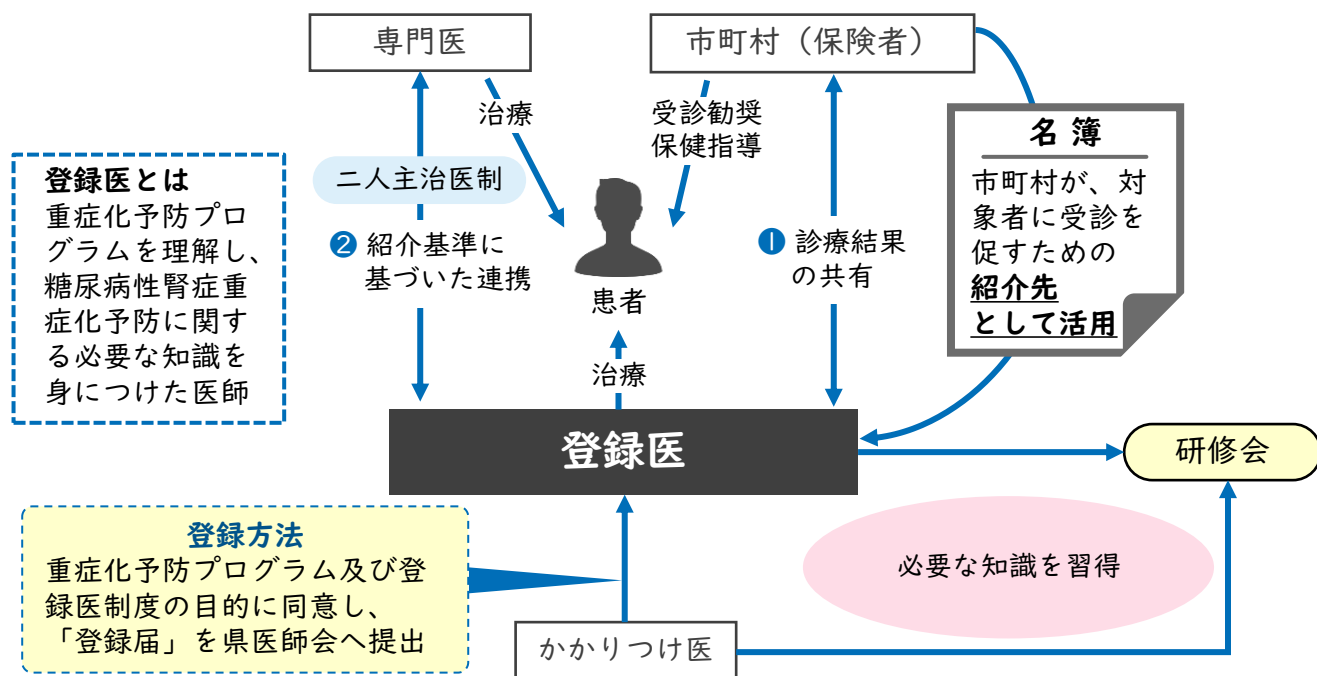 専門医
市町村（保険者）
治療
受診勧奨
保健指導
名 簿
市町村が、対
象者に受診を
促すための
紹介先
として活用
登録医とは
重症化予防プロ
グラムを理解し、
糖尿病性腎症重
症化予防に関す
る必要な知識を
身につけた医師
二人主治医制
❷ 紹介基準に
基づいた連携
患者
❶ 診療結果
の共有
治療
登録医
研修会
登録方法
重症化予防プログラム及び登
録医制度の目的に同意し、
「登録届」を県医師会へ提出
必要な知識を習得
かかりつけ医